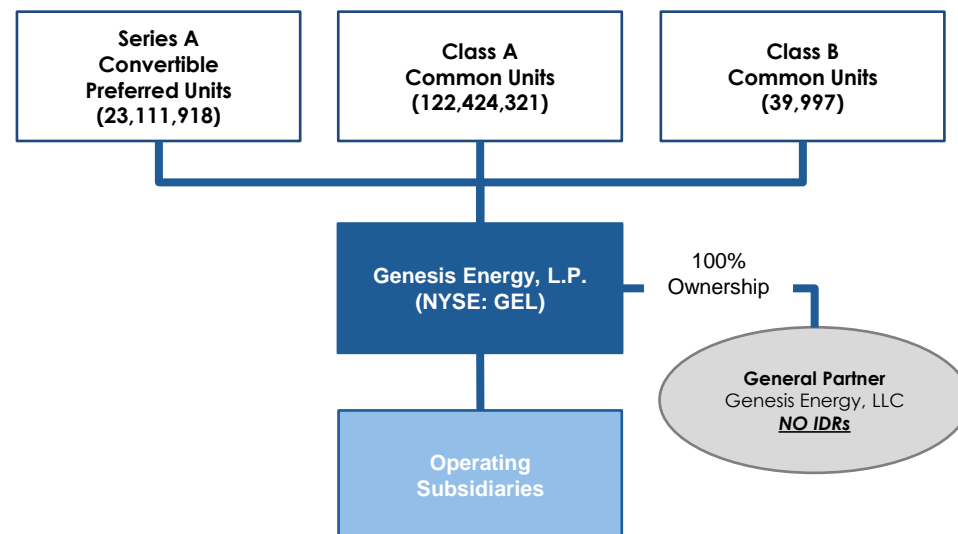 Series A
Convertible
Preferred Units
(23,111,918)
Class A
Common Units
(122,424,321)
Class B
Common Units
(39,997)
Genesis Energy, L.P.
(NYSE: GEL)
100%
Ownership
General Partner
Genesis Energy, LLC
NO IDRs
Operating
Subsidiaries